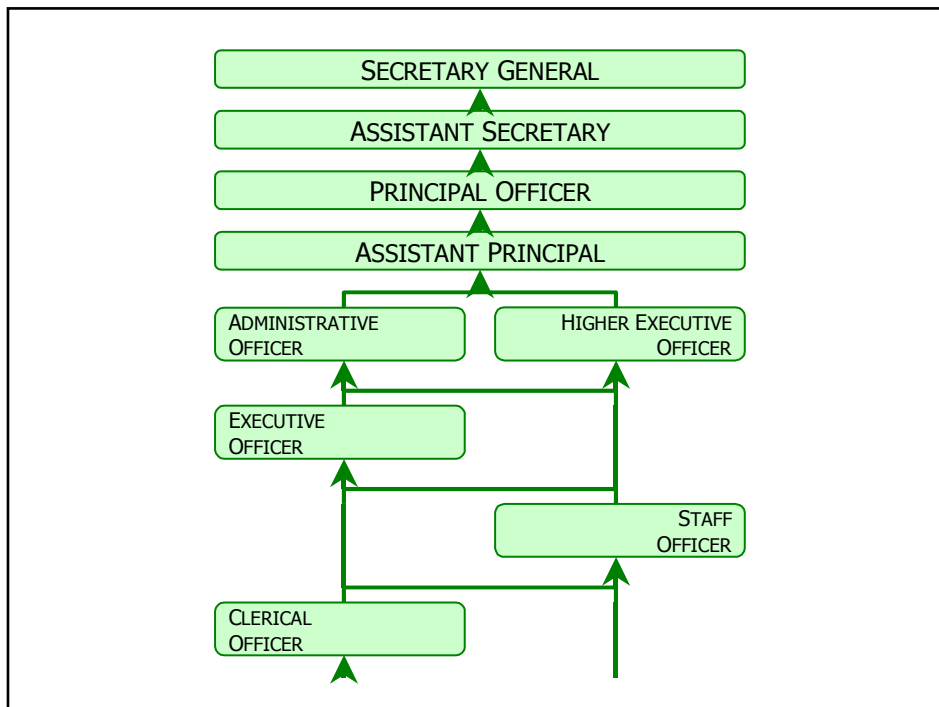 SECRETARY GENERAL
ASSISTANT SECRETARY
PRINCIPAL OFFICER
ASSISTANT PRINCIPAL
ADMINISTRATIVE
OFFICER
HIGHER EXECUTIVE
OFFICER
EXECUTIVE
OFFICER
STAFF
OFFICER
CLERICAL
OFFICER